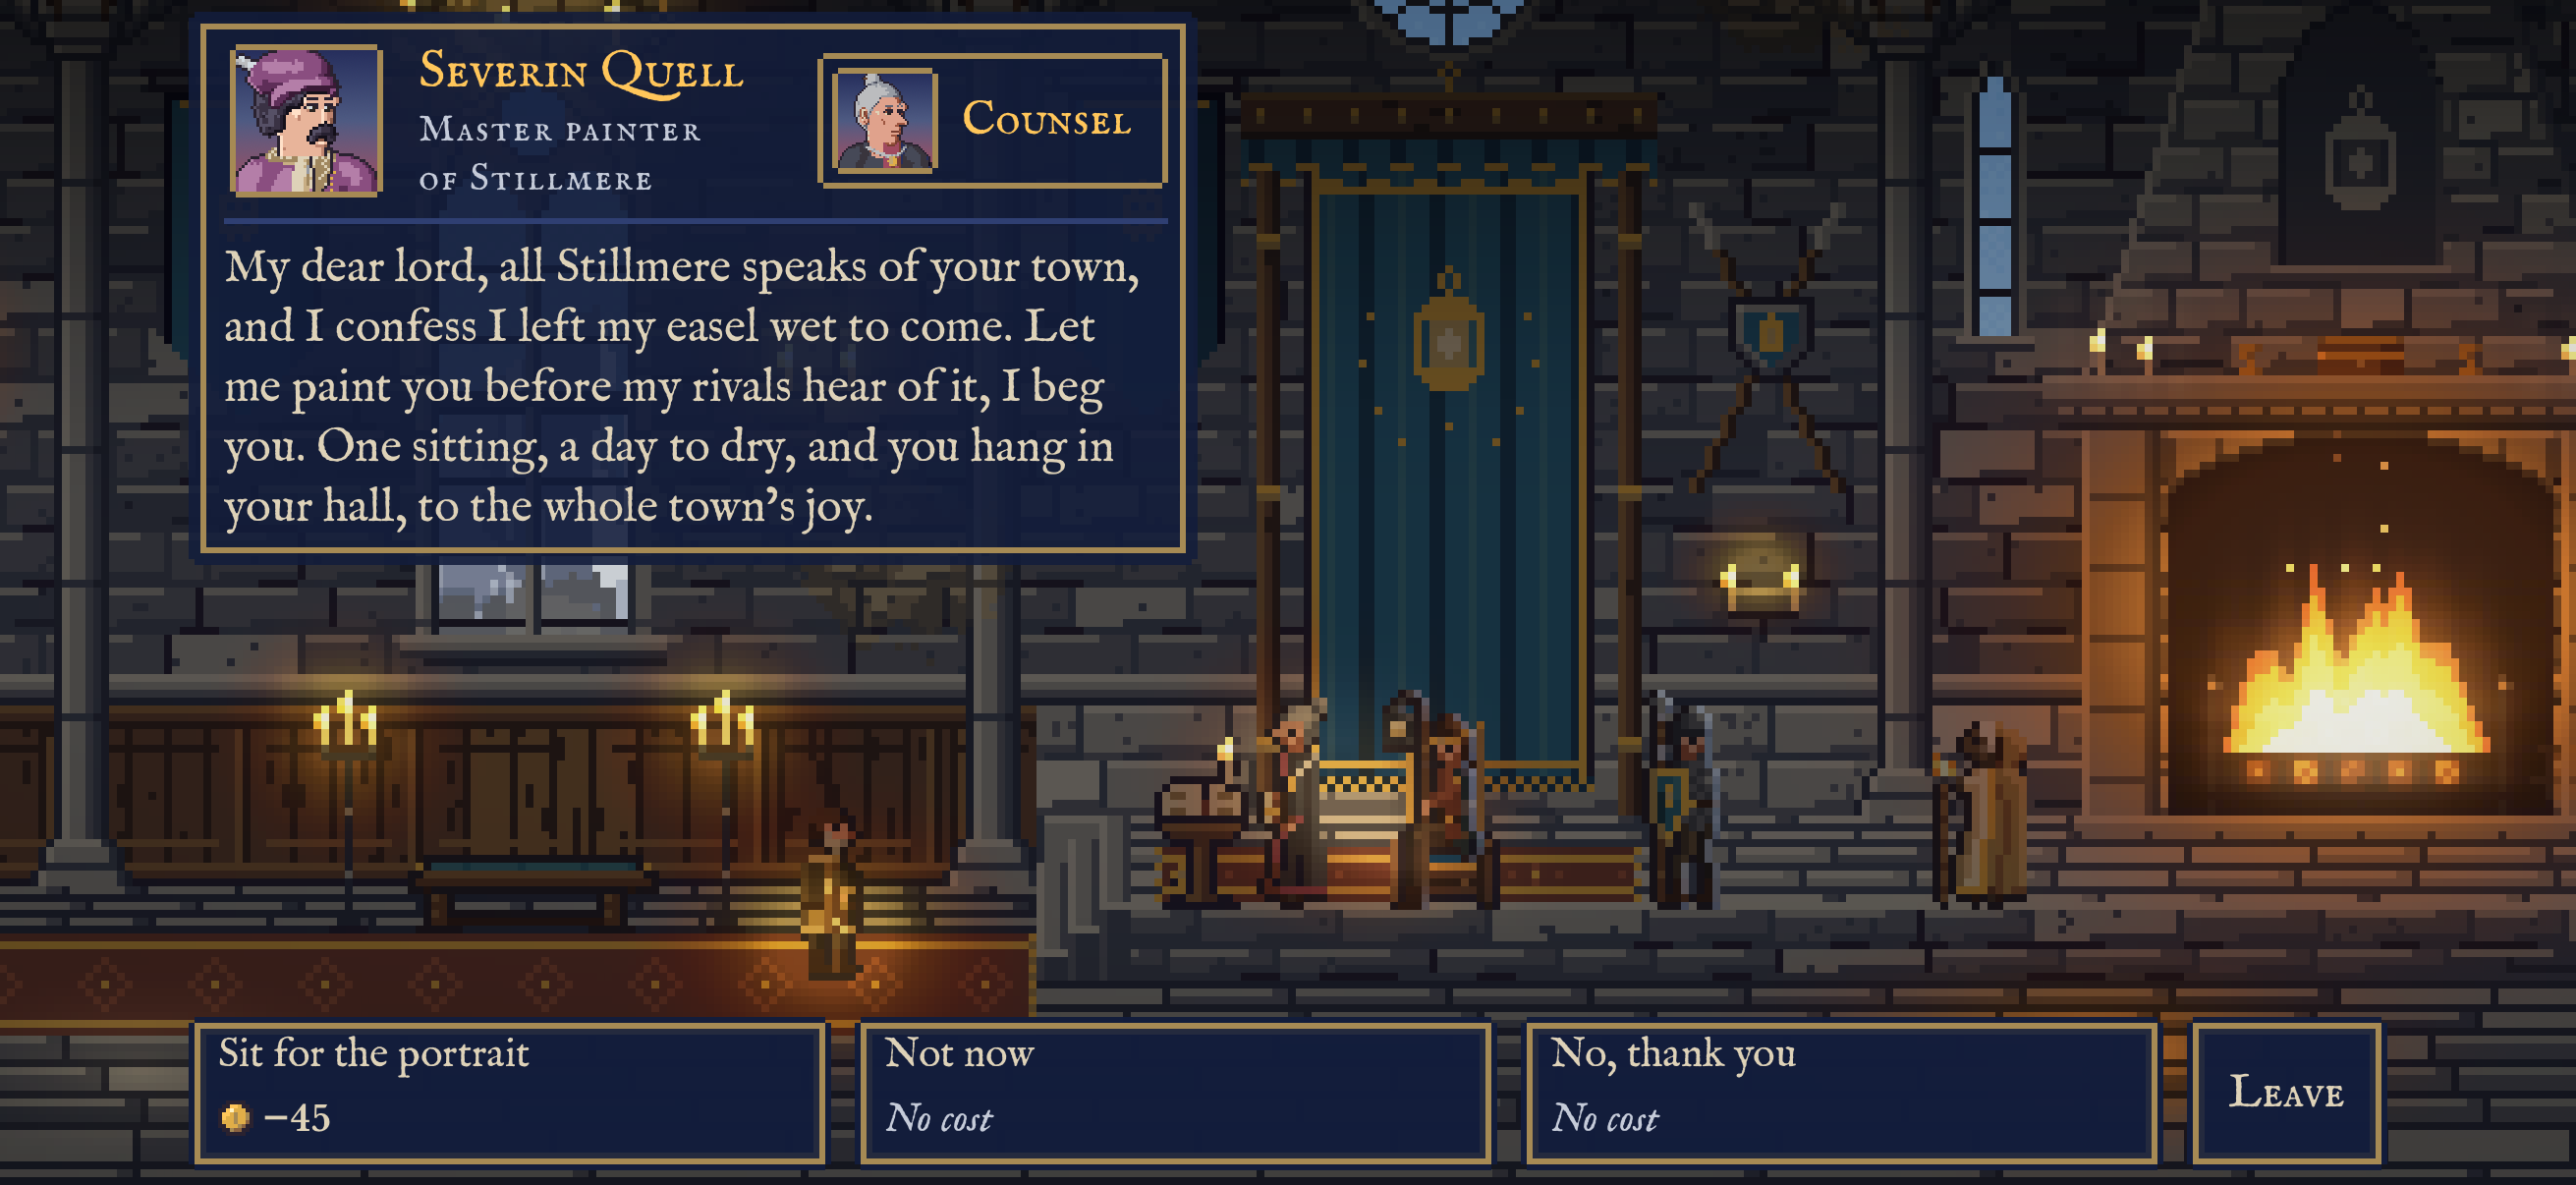 Severin Quell
Master painter
of Stillmere
Counsel
My dear lord, all Stillmere speaks of your town,
and I confess I left my easel wet to come. Let
me paint you before my rivals hear of it, I beg
you. One sitting, a day to dry, and you hang in
your hall, to the whole town’s joy.
Sit for the portrait
−45
Not now
No cost
No, thank you
No cost
Leave